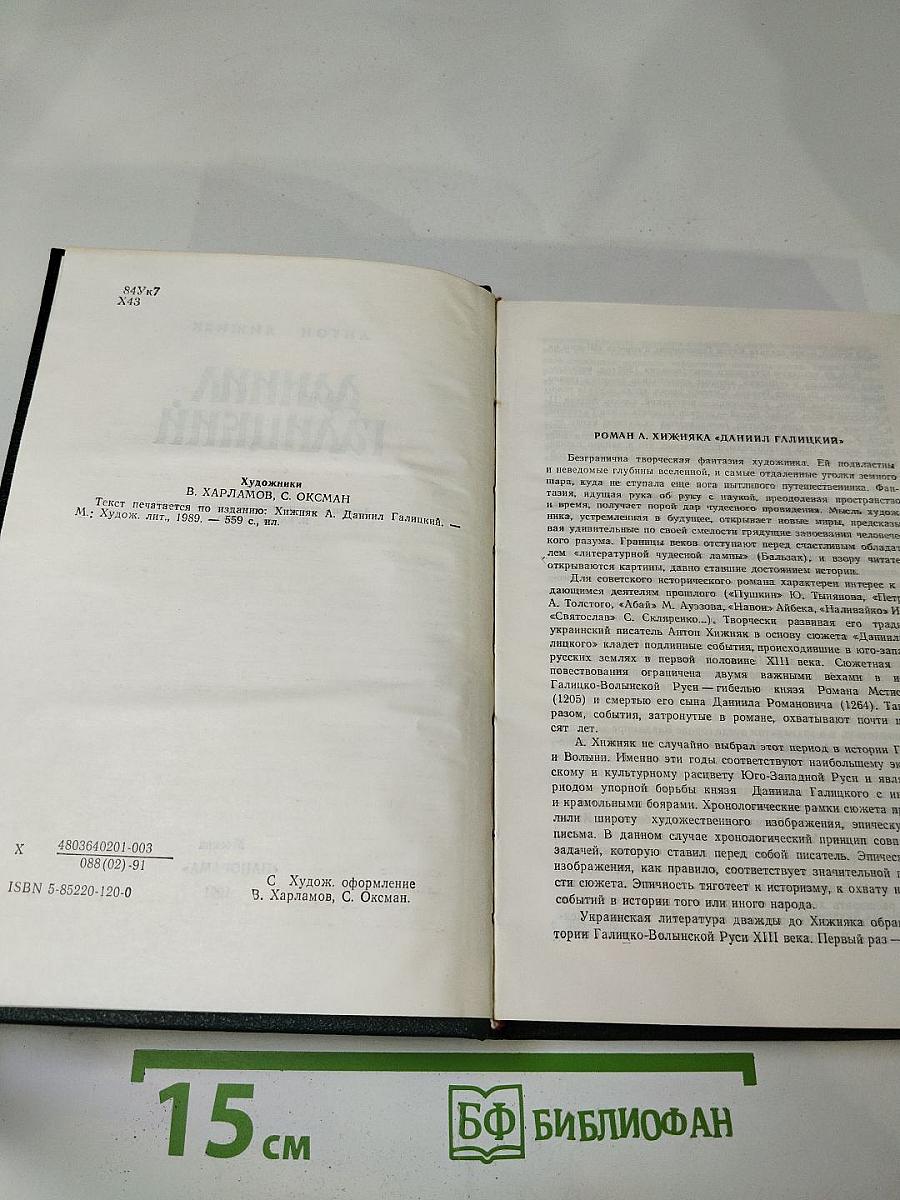 84Ук7
Х43
Художники
В. ХАРЛАМОВ, С. ОКСМАН
Текст печатается по изданию: Хижняк А. Даниил Галицкий. —
М.: Худож. лит., 1989. — 559 с., ил.
Х 4803640201-003
088(02)-91
ISBN 5-85220-120-0
С Худож. оформление
В. Харламов, С. Оксман.
РОМАН А. ХИЖНЯКА «ДАНИИЛ ГАЛИЦКИЙ»
Безгранична творческая фантазия художника. Ей подвластны
и неведомые глубины вселенной, и самые отдаленные уголки земного
шара, куда не ступала еще нога пытливого путешественника. Фан-
тазия, идущая рука об руку с наукой, преодолевая пространство
и время, получает порой дар чудесного провидения. Мысль худож
ника, устремленная в будущее, открывает новые миры, предсказы
вая удивительные по своей смелости грядущие завоевания человече
кого разума. Границы веков отступают перед счастливым обладат
лем «литературной чудесной лампы» (Бальзак), и взору читате
открываются картины, давно ставшие достоянием истории.
Для советского исторического романа характерен интерес к
дающимся деятелям прошлого («Пушкин» Ю. Тынянова, «Петр
А. Толстого, «Абай» М. Ауэзова, «Навои» Айбека, «Наливайко» И
«Святослав» С. Скляренко...). Творчески развивая его трад
украинский писатель Антон Хижняк в основу сюжета «Даниил
лицкого» кладет подлинные события, происходившие в юго-запа
русских землях в первой половине XIII века. Сюжетная
повествования ограничена двумя важными вехами в и
Галицко-Волынской Руси — гибелью князя Романа Мстис
(1205) и смертью его сына Даниила Романовича (1264). Так
разом, события, затронутые в романе, охватывают почти ш
сят лет.
А. Хижняк не случайно выбрал этот период в истории Г
и Волыни. Именно эти годы соответствуют наибольшему эк
скому и культурному расцвету Юго-Западной Руси и явл
риодом упорной борьбы князя Даниила Галицкого с ин
и крамольными боярами. Хронологические рамки сюжета пр
лили широту художественного изображения, эпическу
письма. В данном случае хронологический принцип совп
задачей, которую ставил перед собой писатель. Эпичес
изображения, как правило, соответствует значительной п
сти сюжета. Эпичность тяготеет к историзму, к охвату н
событий в истории того или иного народа.
Украинская литература дважды до Хижняка обра
тории Галицко-Волынской Руси XIII века. Первый раз —
15 см
БФ БИБЛИОФАН